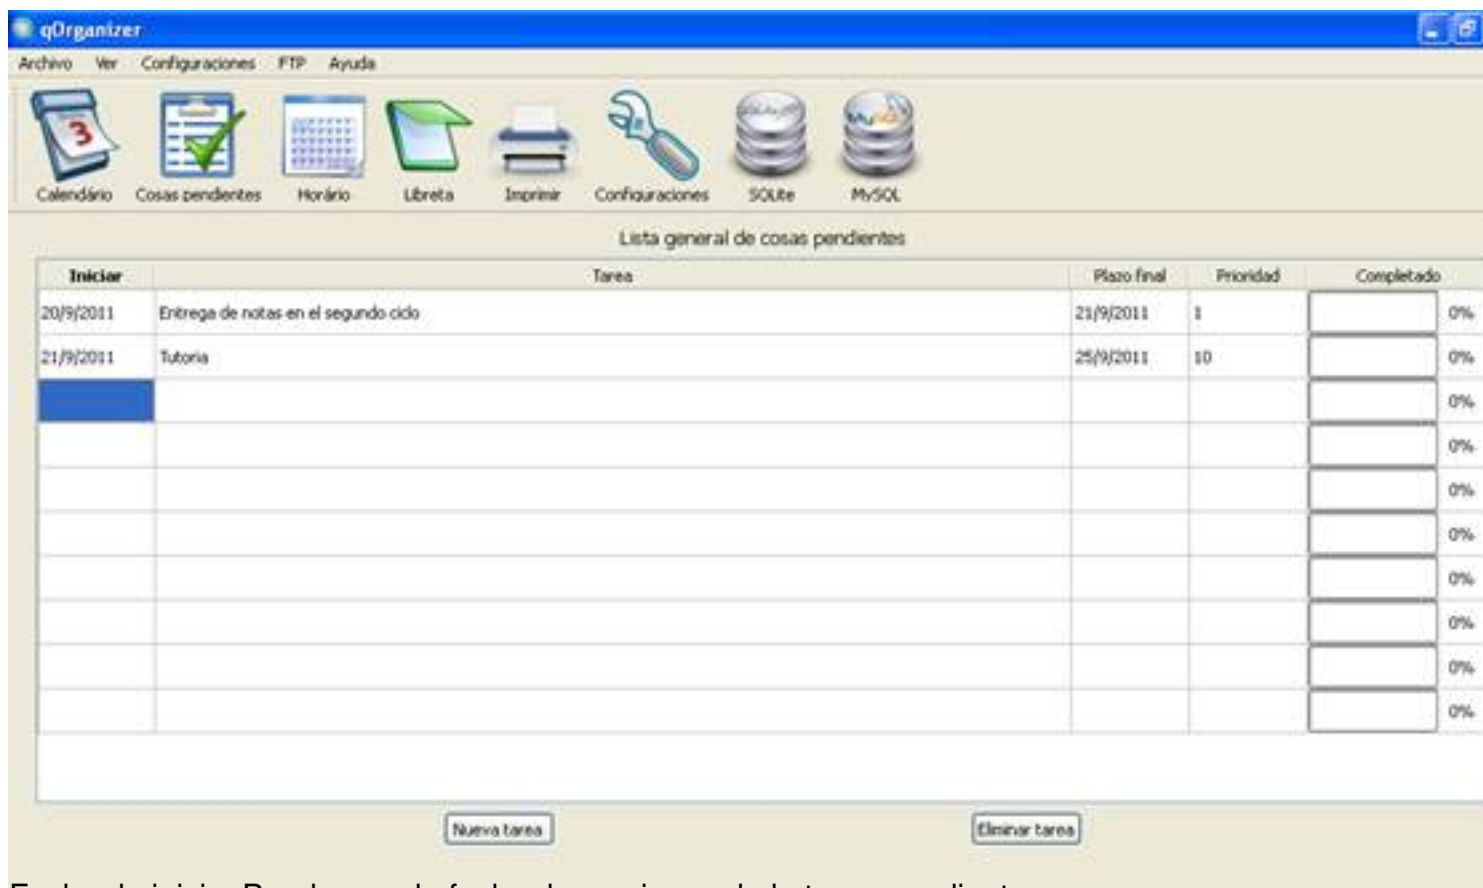 qOrganizer
Archivo Ver Configuraciones FTP Ayuda
3
MySQL
Calendário Cosas pendentes Horário Libreta Imprimir Configuraciones SQLite MySQL
Lista general de cosas pendientes
Iniciar Tarea Plazo final Prioridad Completado
20/9/2011 Entrega de notas en el segundo ciclo 21/9/2011 1 0%
21/9/2011 Tutoria 25/9/2011 10 0%
0%
0%
0%
0%
0%
0%
0%
0%
Nueva tarea Eliminar tarea